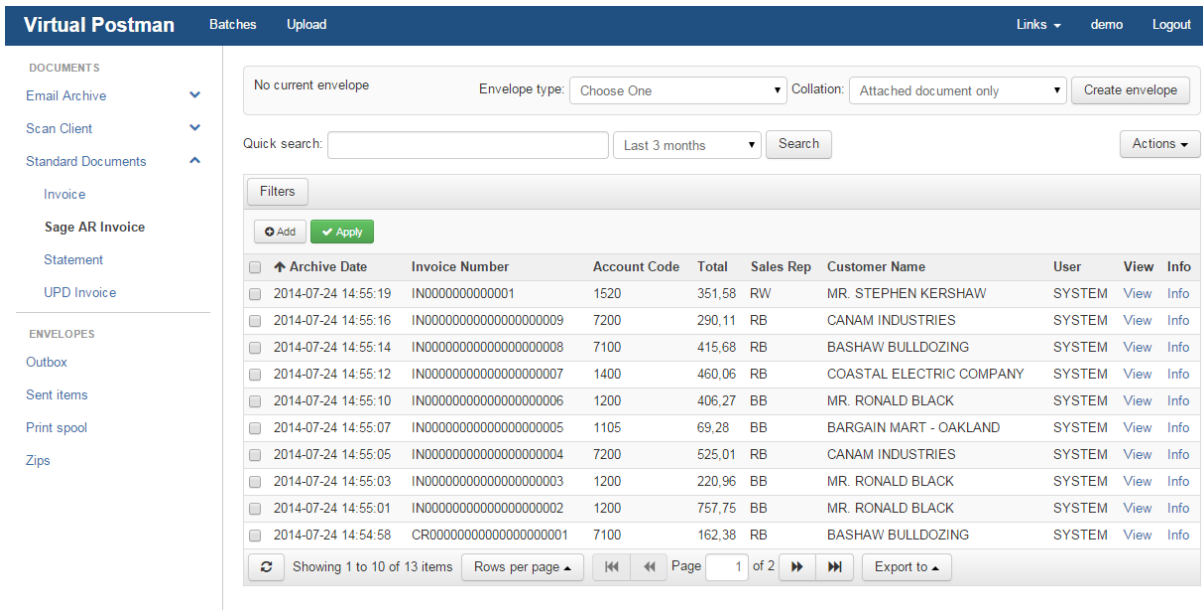 Virtual Postman Batches Upload Links demo Logout
DOCUMENTS
Email Archive
Scan Client
Standard Documents
Invoice
Sage AR Invoice
Statement
UPD Invoice
ENVELOPES
Outbox
Sent items
Print spool
Zips
No current envelope Envelope type: Choose One Collation: Attached document only Create envelope
Quick search: Last 3 months Search Actions
Filters
Add Apply
Archive Date Invoice Number Account Code Total Sales Rep Customer Name User View Info
2014-07-24 14:55:19 IN0000000000001 1520 351,58 RW MR. STEPHEN KERSHAW SYSTEM View Info
2014-07-24 14:55:16 IN00000000000000000009 7200 290,11 RB CANAM INDUSTRIES SYSTEM View Info
2014-07-24 14:55:14 IN00000000000000000008 7100 415,68 RB BASHAW BULLDOZING SYSTEM View Info
2014-07-24 14:55:12 IN00000000000000000007 1400 460,06 RB COASTAL ELECTRIC COMPANY SYSTEM View Info
2014-07-24 14:55:10 IN00000000000000000006 1200 406,27 BB MR. RONALD BLACK SYSTEM View Info
2014-07-24 14:55:07 IN00000000000000000005 1105 69,28 BB BARGAIN MART - OAKLAND SYSTEM View Info
2014-07-24 14:55:05 IN00000000000000000004 7200 525,01 RB CANAM INDUSTRIES SYSTEM View Info
2014-07-24 14:55:03 IN00000000000000000003 1200 220,96 BB MR. RONALD BLACK SYSTEM View Info
2014-07-24 14:55:01 IN00000000000000000002 1200 757,75 BB MR. RONALD BLACK SYSTEM View Info
2014-07-24 14:54:58 CR00000000000000000001 7100 162,38 RB BASHAW BULLDOZING SYSTEM View Info
Showing 1 to 10 of 13 items Rows per page Page 1 of 2 Export to